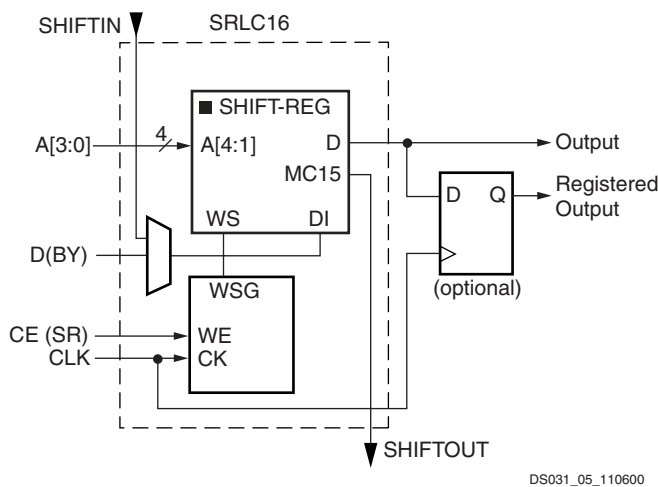 SHIFTIN
SRLC16
SHIFT-REG
A[3:0]
4
A[4:1]
D
Output
MC15
D
Q
Registered
Output
WS
DI
D(BY)
WSG
(optional)
CE (SR)
WE
CLK
CK
SHIFTOUT
DS031_05_110600